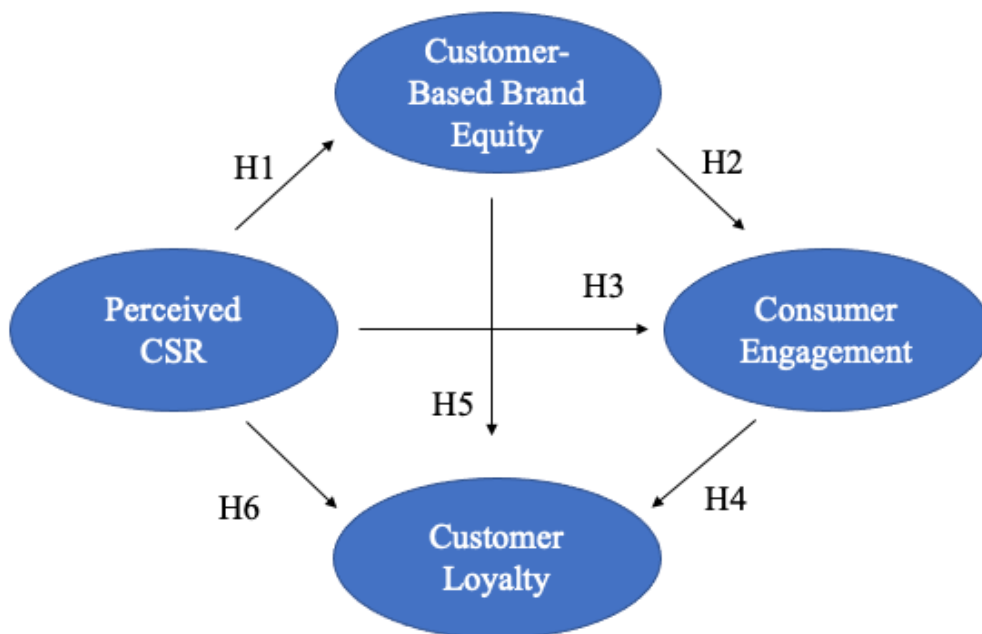 Customer-
Based Brand
Equity
H1
H2
Perceived
CSR
H3
Consumer
Engagement
H5
H6
H4
Customer
Loyalty